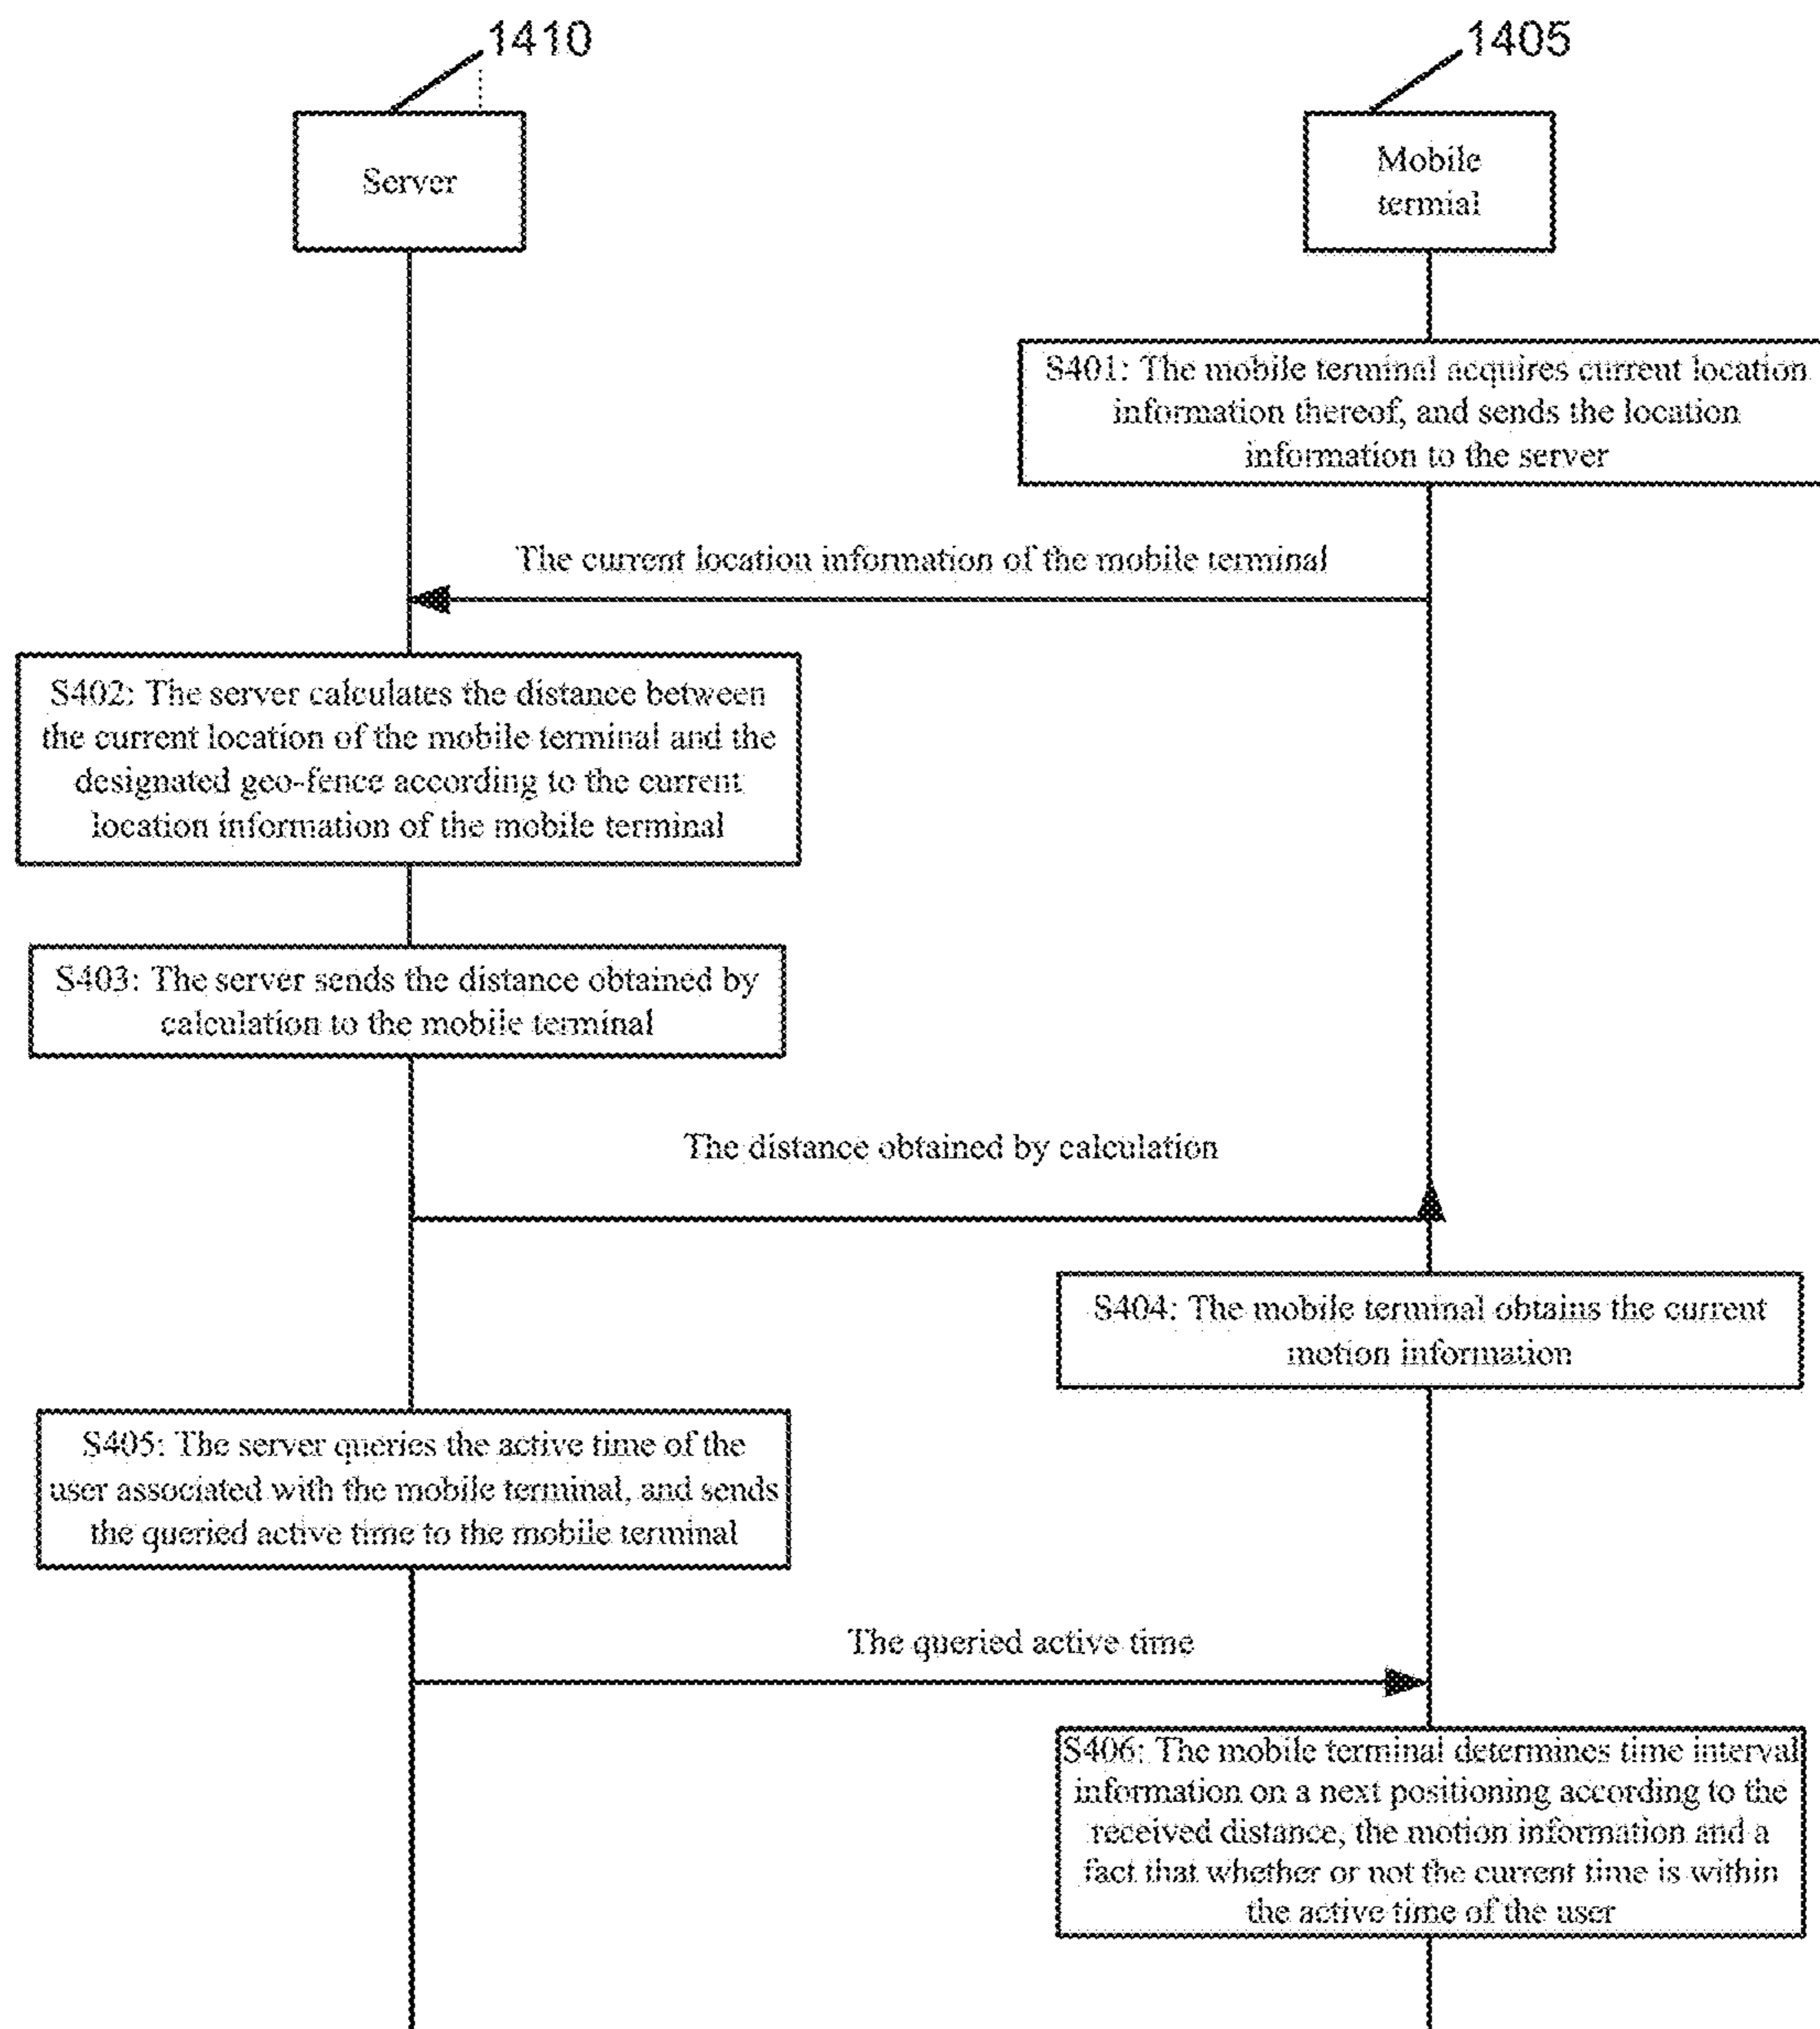 1410
1405
Server
Mobile
termial
S401: The mobile terminal acquires current location
information thereof, and sends the location
information to the server
The current location information of the mobile terminal
S402: The server calculates the distance between
the current location of the mobile terminal and the
designated geo-fence according to the current
location information of the mobile terminal
S403: The server sends the distance obtained by
calculation to the mobile terminal
The distance obtained by calculation
S404: The mobile terminal obtains the current
motion information
S405: The server queries the active time of the
user associated with the mobile terminal, and sends
the queried active time to the mobile terminal
The queried active time
S406: The mobile terminal determines time interval
information on a next positioning according to the
received distance, the motion information and a
fact that whether or not the current time is within
the active time of the user